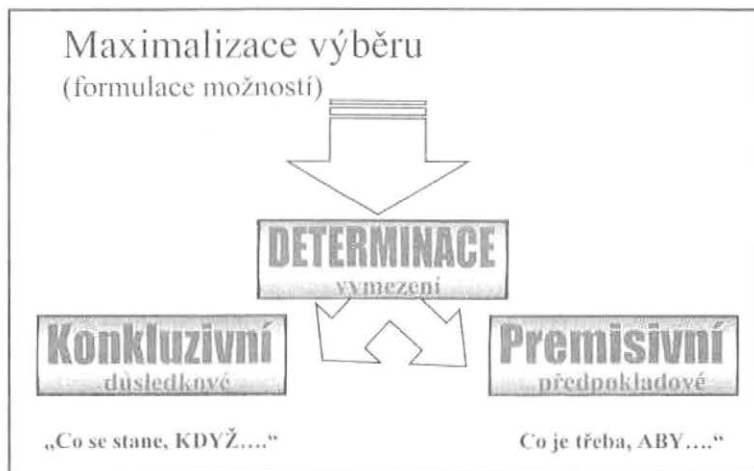 Maximalizace výběru
(formulace možností)
DETERMINACE
vymezení
Konkluzivní
důsledkové
Premisivní
předpokladové
„Co se stane, KDYŽ....“
Co je třeba, ABY....“